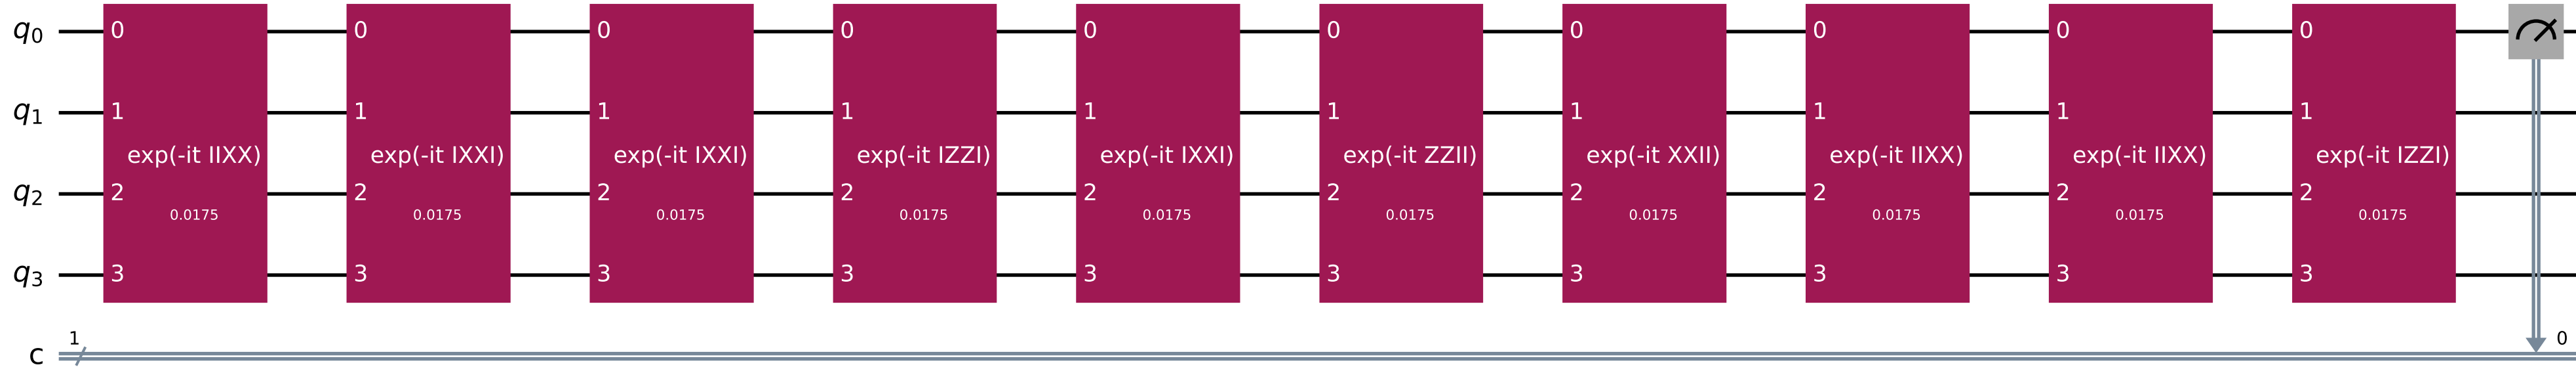 q0 0 0 0 0 0 0 0 0 0 0
q1 1 1 1 1 1 1 1 1 1 1
exp(-it IIXX) exp(-it IXXI) exp(-it IXXI) exp(-it IZZI) exp(-it IXXI) exp(-it ZZII) exp(-it XXII) exp(-it IIXX) exp(-it IIXX) exp(-it IZZI)
q2 2 2 2 2 2 2 2 2 2 2
0.0175 0.0175 0.0175 0.0175 0.0175 0.0175 0.0175 0.0175 0.0175 0.0175
q3 3 3 3 3 3 3 3 3 3 3
1 0
c